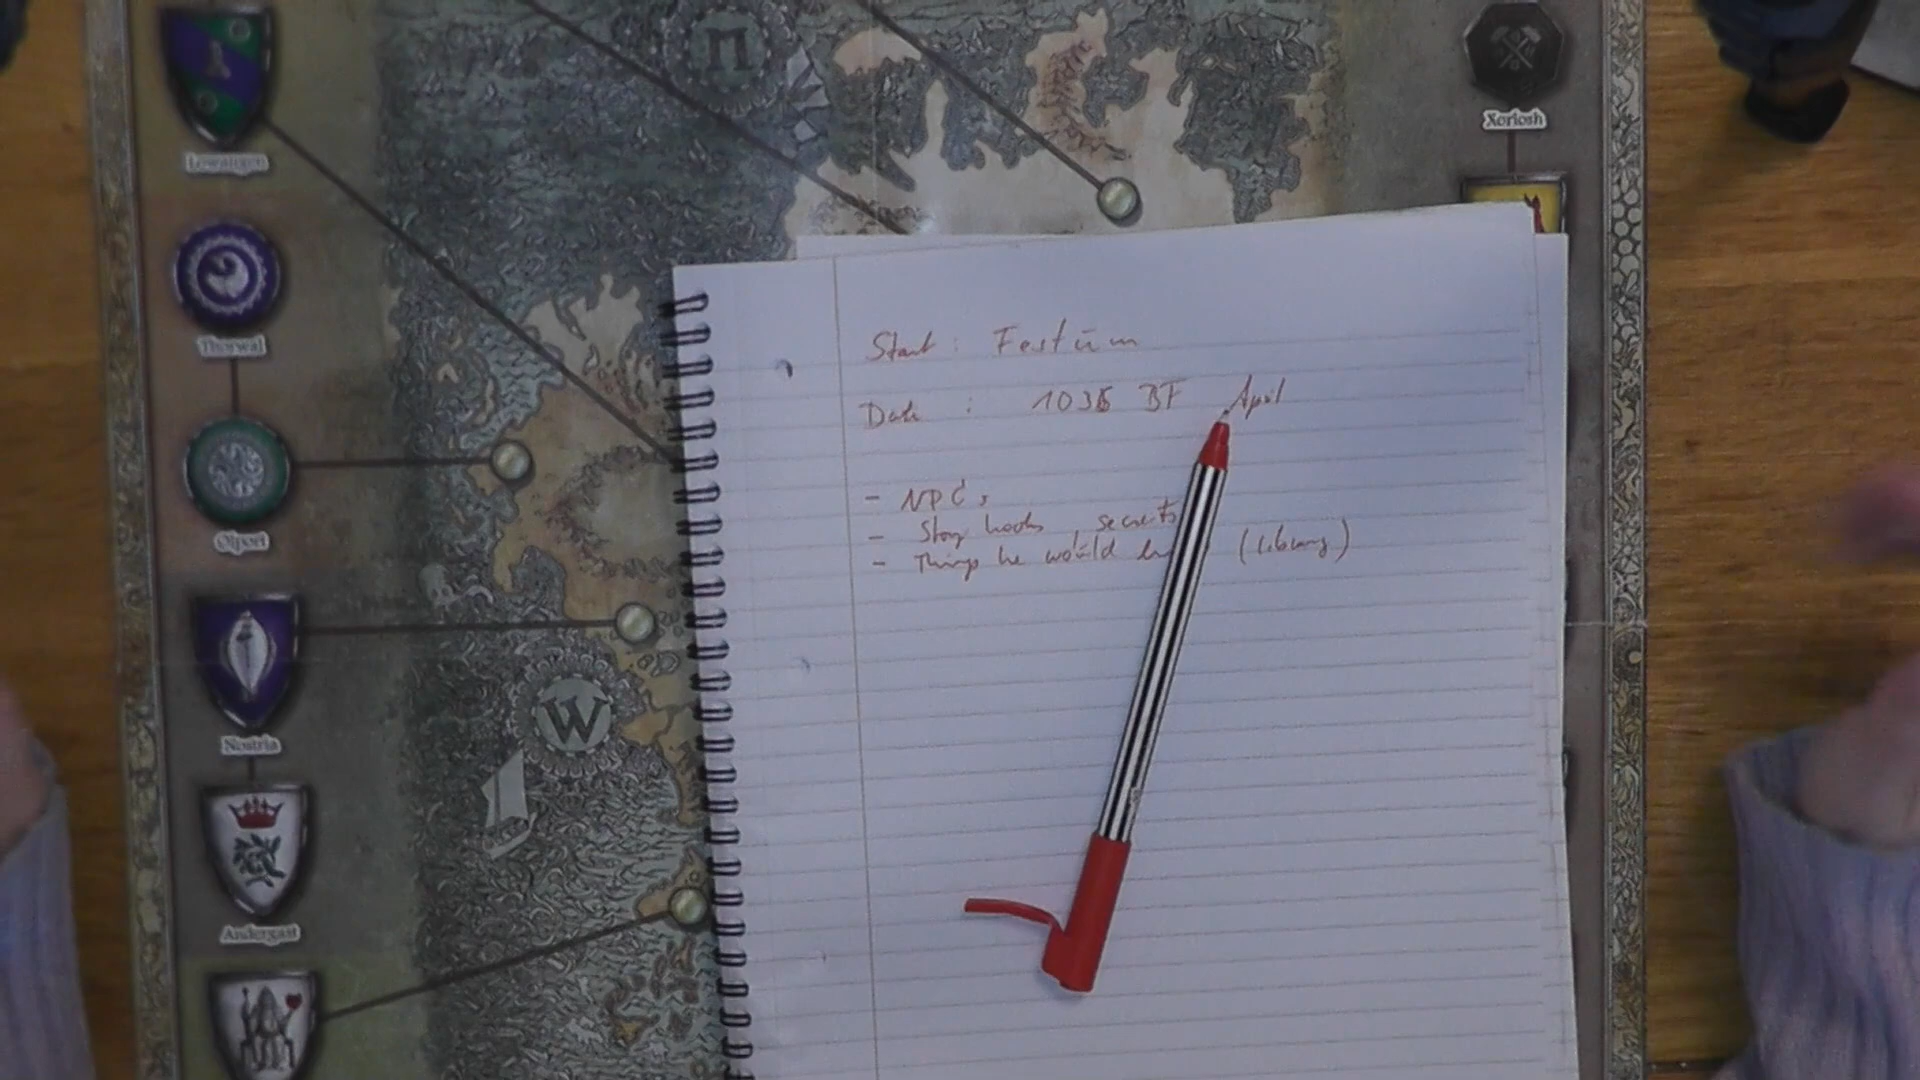 Lowangen
Thorwal
Olport
Nostria
Andergast
W
Xorlosh
Start : Festum
Date : 1036 BF April
- NPC's
- Story hooks, secrets
- Things he would (library)